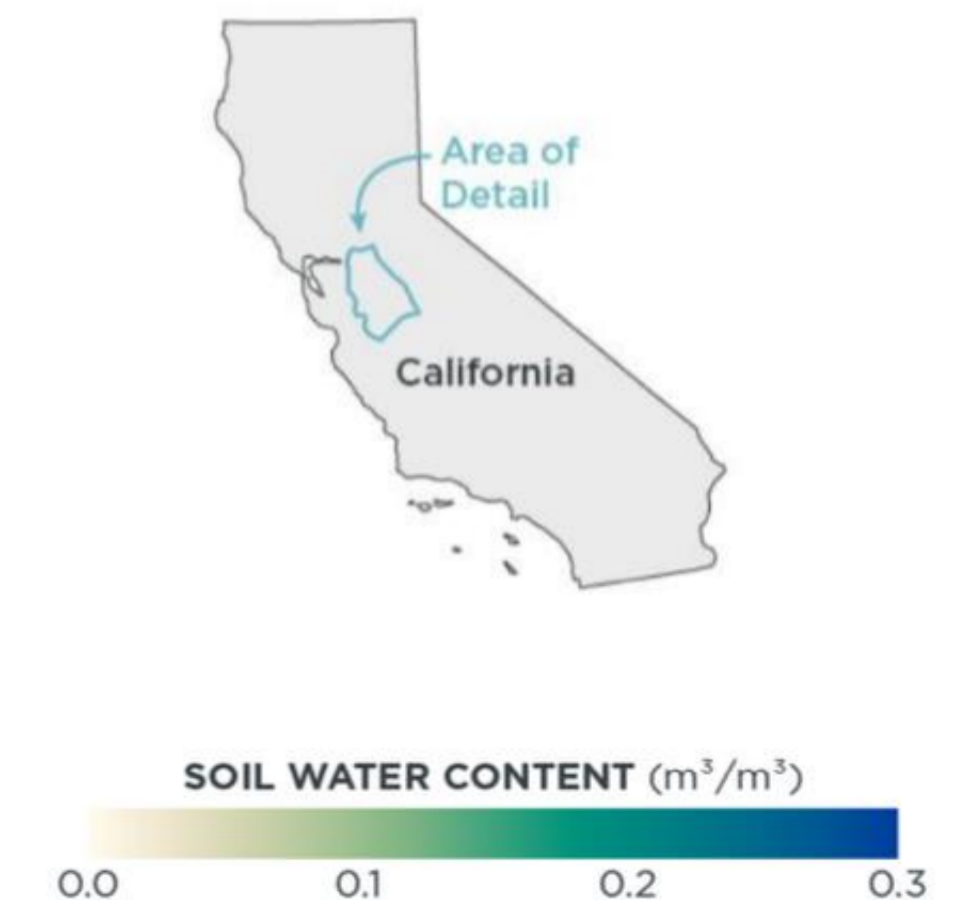 Area of
Detail
California
SOIL WATER CONTENT (m³/m³)
0.0 0.1 0.2 0.3